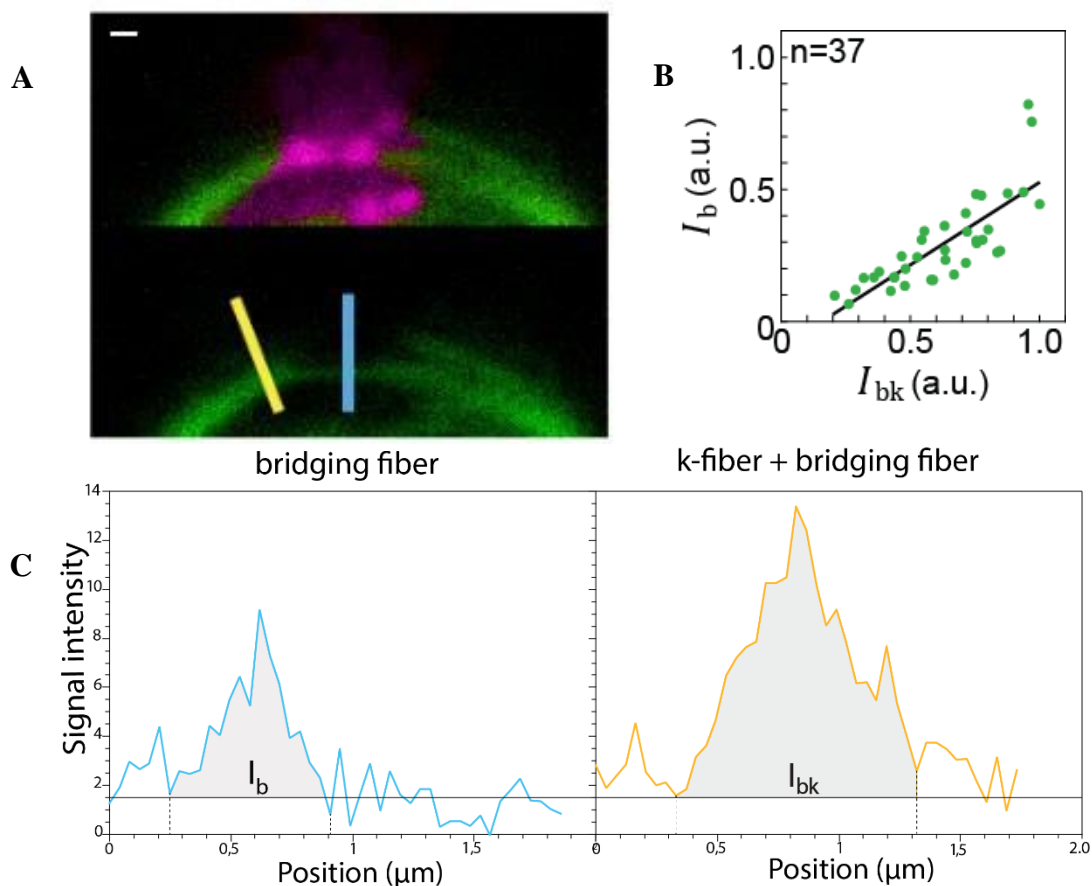 A
B
n=37
1.0
0.5
0
I_b (a.u.)
0 0.5 1.0
I_bk (a.u.)
bridging fiber
k-fiber + bridging fiber
C
Signal intensity
14
12
10
8
6
4
2
0
I_b
I_bk
0 0,5 1 1,5
0 0,5 1 1,5 2.0
Position (μm)
Position (μm)